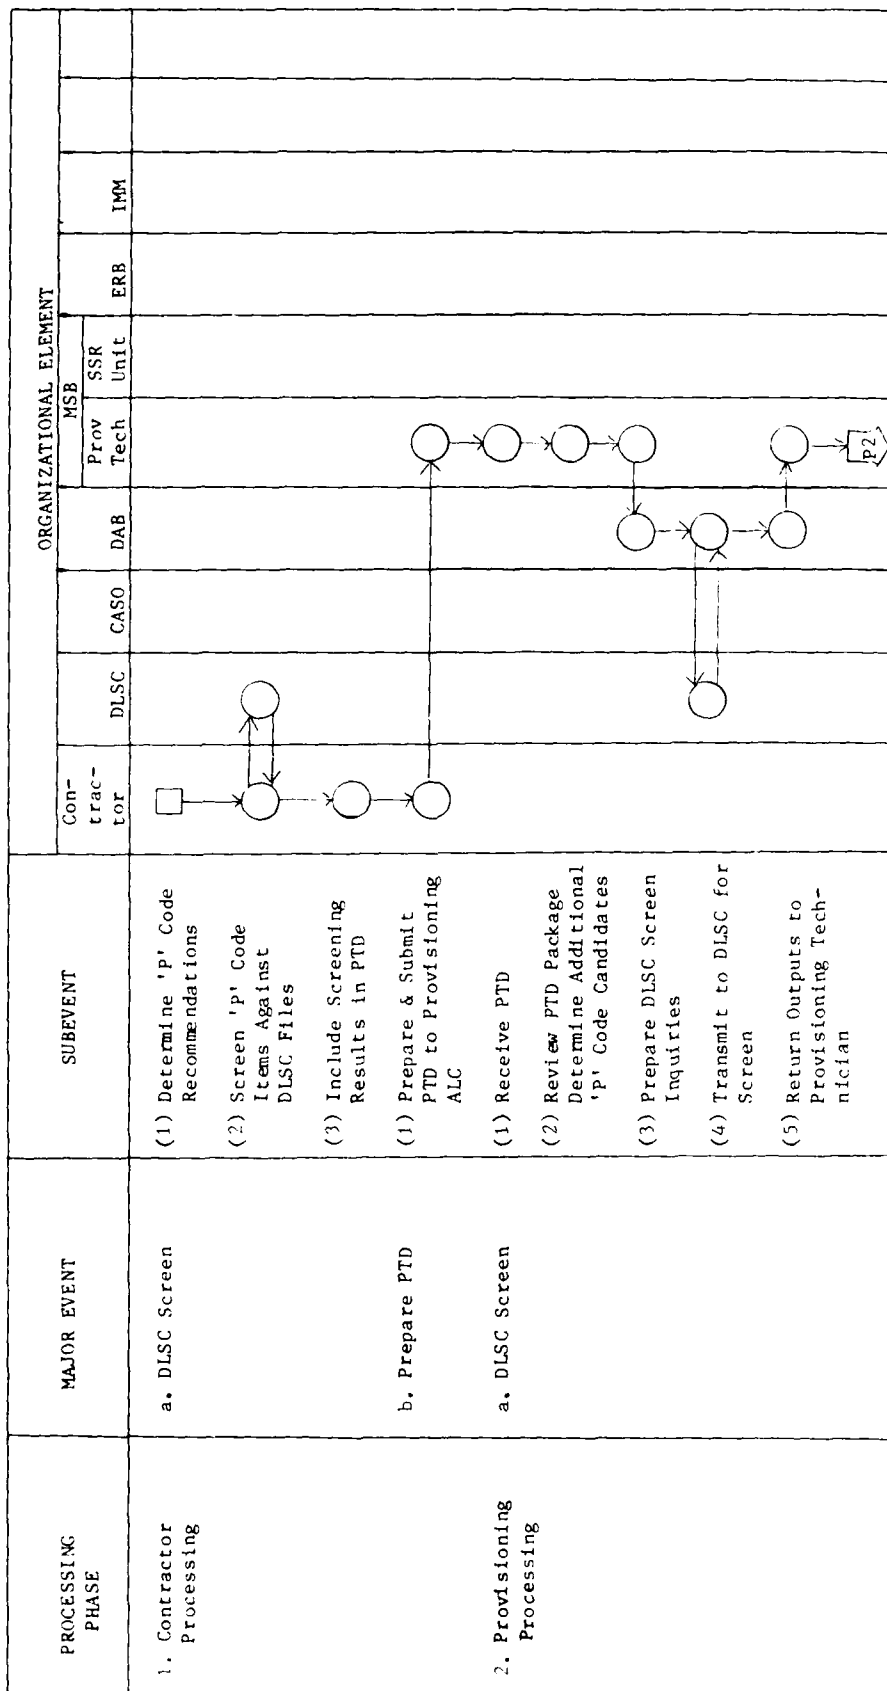 PROCESSING
PHASE
MAJOR EVENT
SUBEVENT
ORGANIZATIONAL ELEMENT
Con-
trac-
tor
DLSC
CASO
DAB
MSB
Prov
Tech
SSR
Unit
ERB
IMM
1. Contractor
Processing
a. DLSC Screen
(1) Determine 'P' Code
Recommendations
(2) Screen 'P' Code
Items Against
DLSC Files
(3) Include Screening
Results in PTD
b. Prepare PTD
(1) Prepare & Submit
PTD to Provisioning
ALC
2. Provisioning
Processing
a. DLSC Screen
(1) Receive PTD
(2) Review PTD Package
Determine Additional
'P' Code Candidates
(3) Prepare DLSC Screen
Inquiries
(4) Transmit to DLSC for
Screen
(5) Return Outputs to
Provisioning Tech-
nician
P2